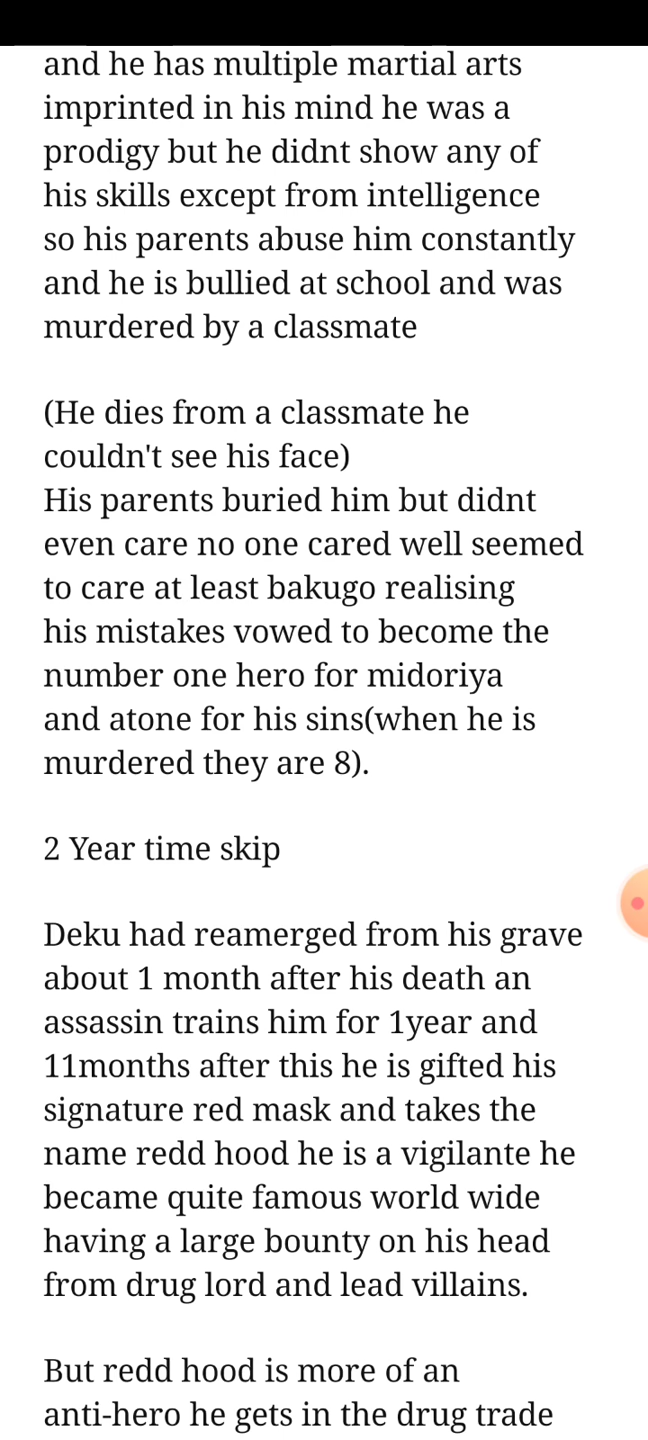 and he has multiple martial arts
imprinted in his mind he was a
prodigy but he didnt show any of
his skills except from intelligence
so his parents abuse him constantly
and he is bullied at school and was
murdered by a classmate
(He dies from a classmate he
couldn't see his face)
His parents buried him but didnt
even care no one cared well seemed
to care at least bakugo realising
his mistakes vowed to become the
number one hero for midoriya
and atone for his sins(when he is
murdered they are 8).
2 Year time skip
Deku had reamerged from his grave
about 1 month after his death an
assassin trains him for 1year and
11months after this he is gifted his
signature red mask and takes the
name redd hood he is a vigilante he
became quite famous world wide
having a large bounty on his head
from drug lord and lead villains.
But redd hood is more of an
anti-hero he gets in the drug trade